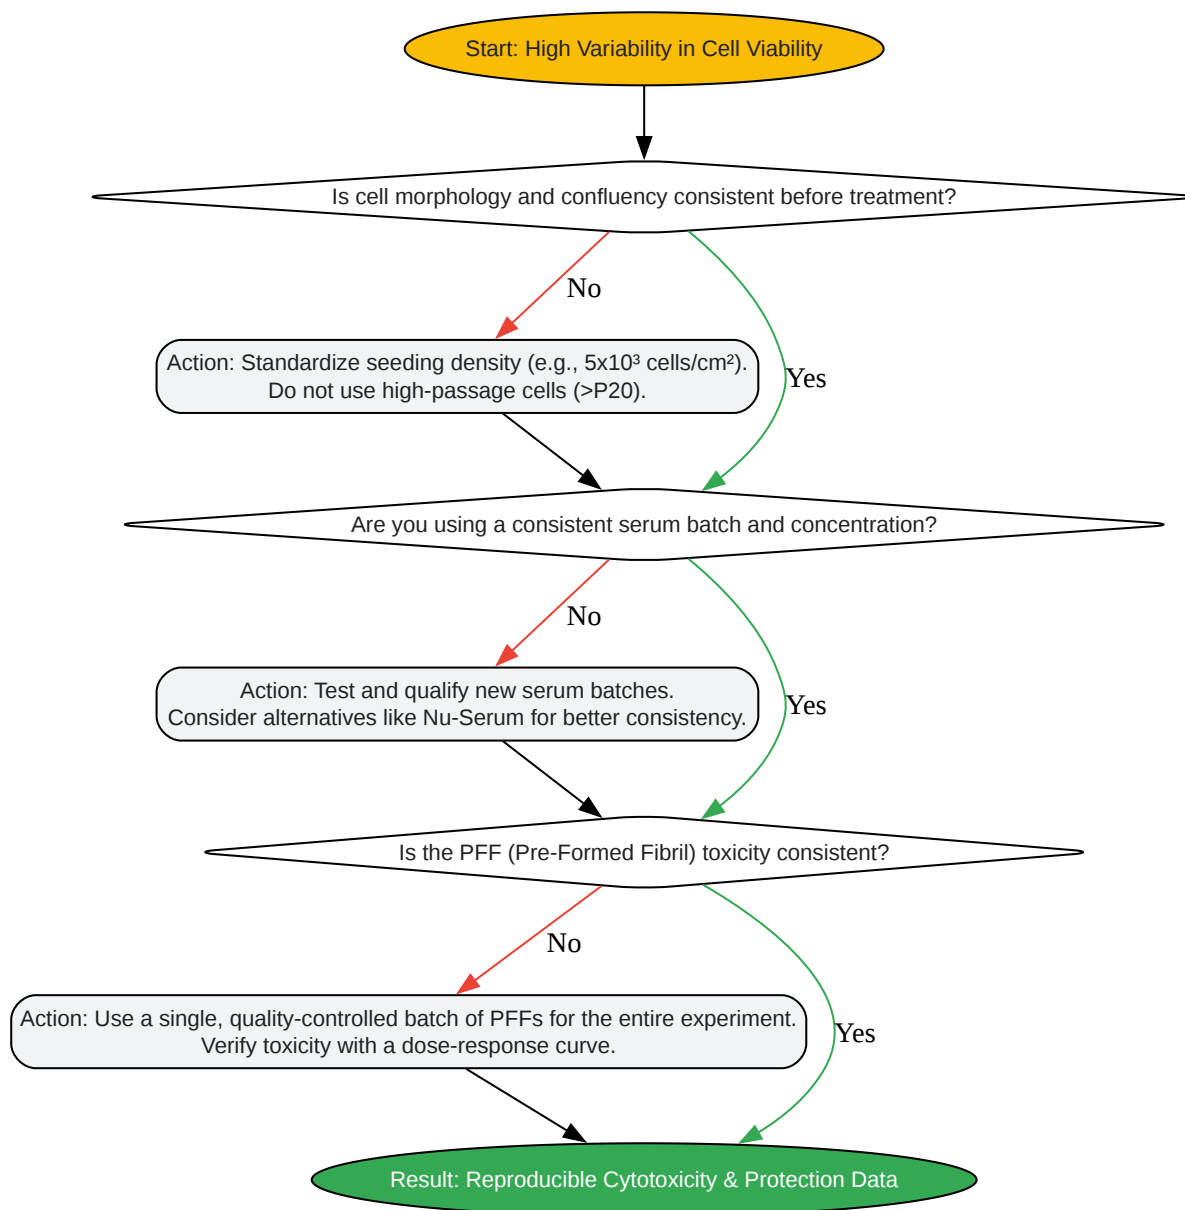 Start: High Variability in Cell Viability
Is cell morphology and confluency consistent before treatment?
No
Action: Standardize seeding density (e.g., 5x10³ cells/cm²).
Do not use high-passage cells (>P20).
Yes
Are you using a consistent serum batch and concentration?
No
Action: Test and qualify new serum batches.
Consider alternatives like Nu-Serum for better consistency.
Yes
Is the PFF (Pre-Formed Fibril) toxicity consistent?
No
Action: Use a single, quality-controlled batch of PFFs for the entire experiment.
Verify toxicity with a dose-response curve.
Yes
Result: Reproducible Cytotoxicity & Protection Data